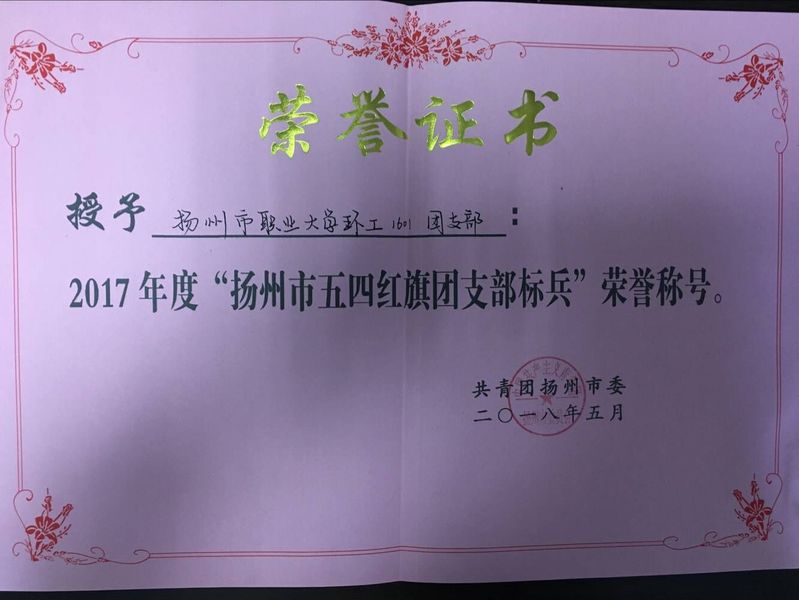 荣誉证书
授予 扬州市职业大学环工1601团支部：
2017年度“扬州市五四红旗团支部标兵”荣誉称号。
共青团扬州市委
二〇一八年五月